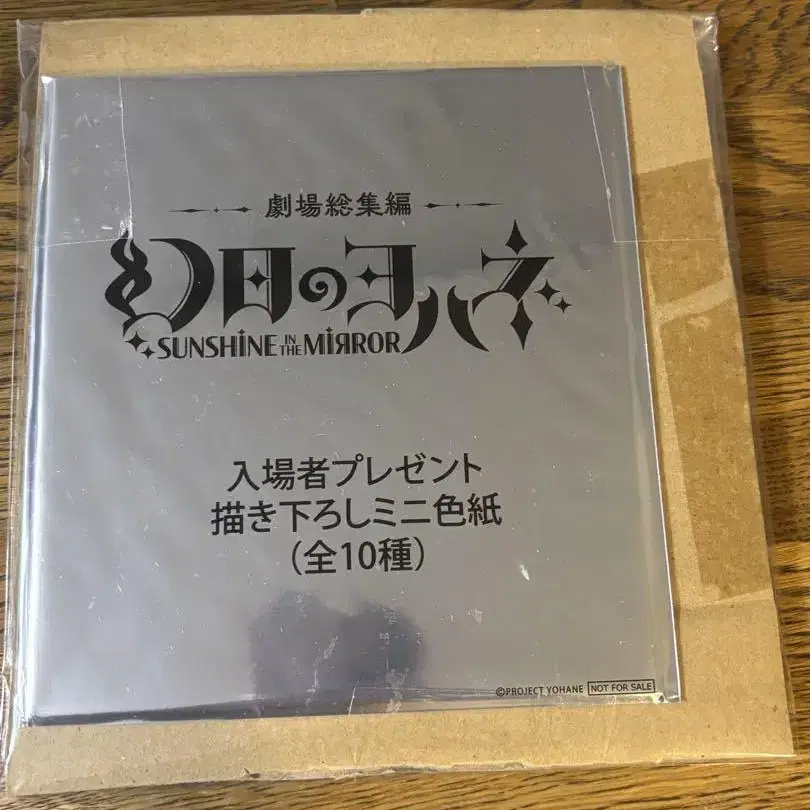 劇場総集編
幻日のヨハネ
SUNSHINE IN THE MIRROR
入場者プレゼント
描き下ろしミニ色紙
(全10種)
©PROJECT YOHANE NOT FOR SALE